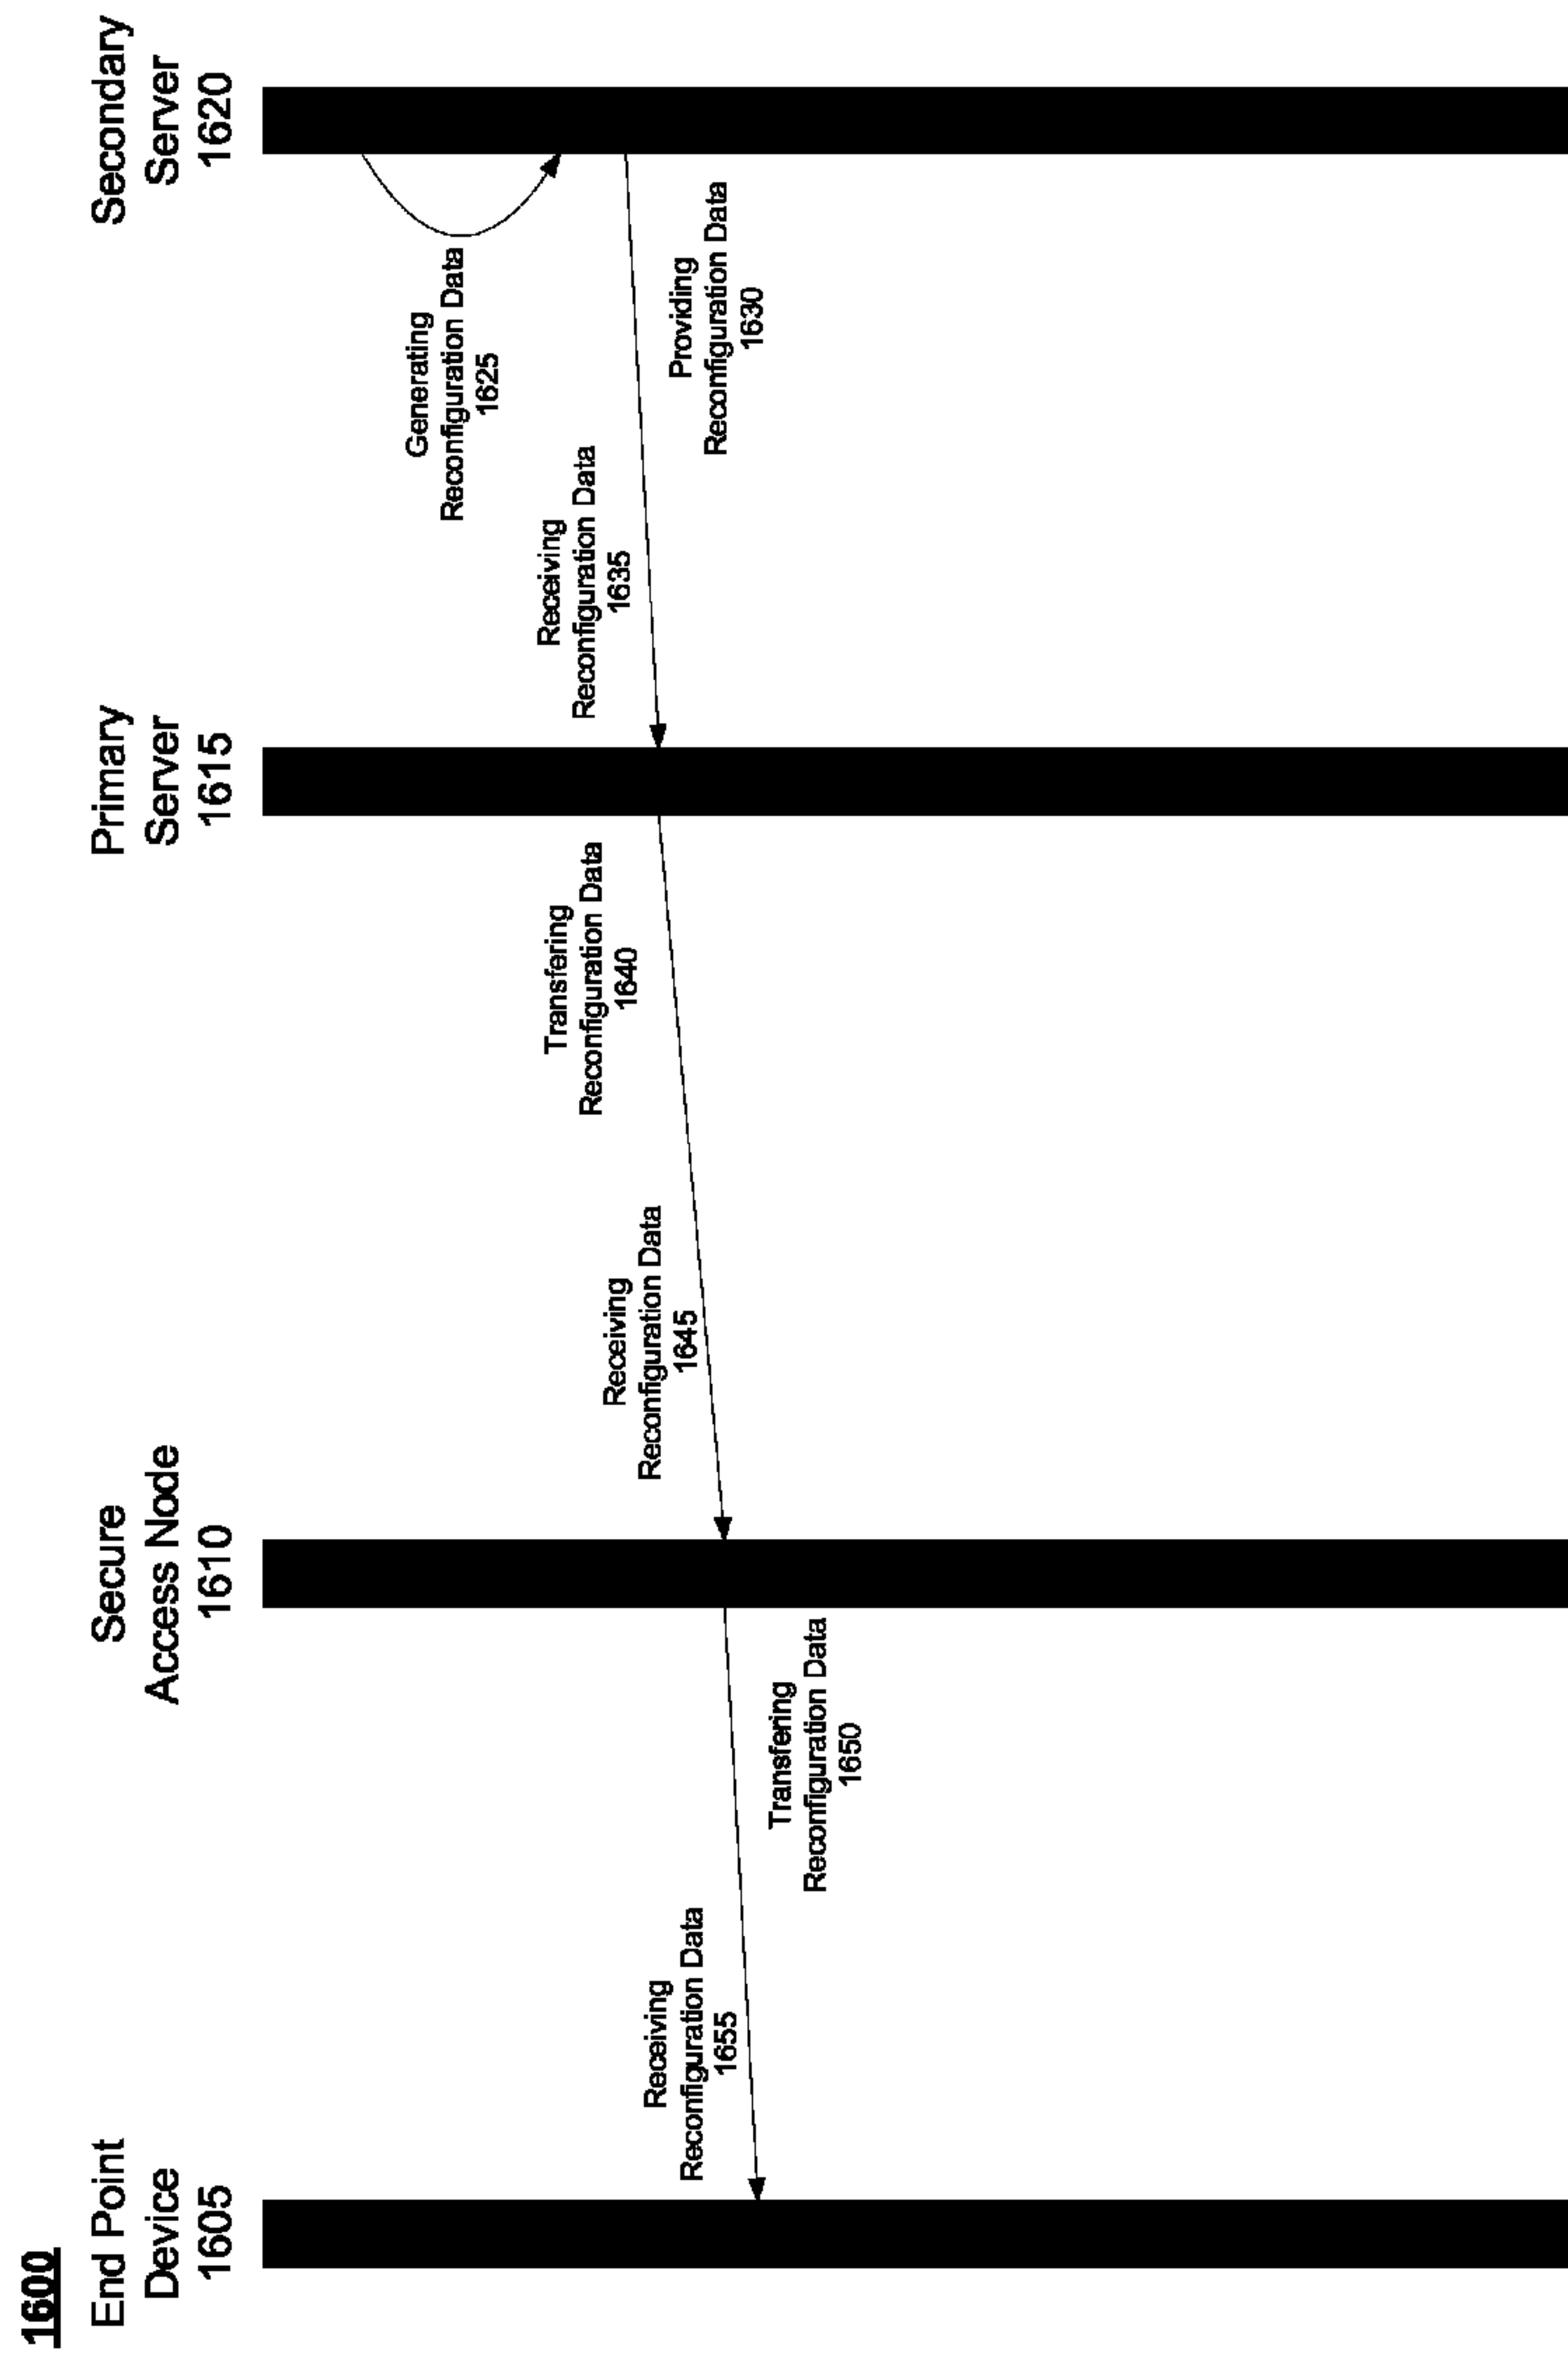 1600
End Point
Device
1605
Secure
Access Node
1610
Primary
Server
1615
Secondary
Server
1620
Generating
Reconfiguration Data
1625
Providing
Reconfiguration Data
1630
Receiving
Reconfiguration Data
1635
Transfering
Reconfiguration Data
1640
Receiving
Reconfiguration Data
1645
Transfering
Reconfiguration Data
1650
Receiving
Reconfiguration Data
1655